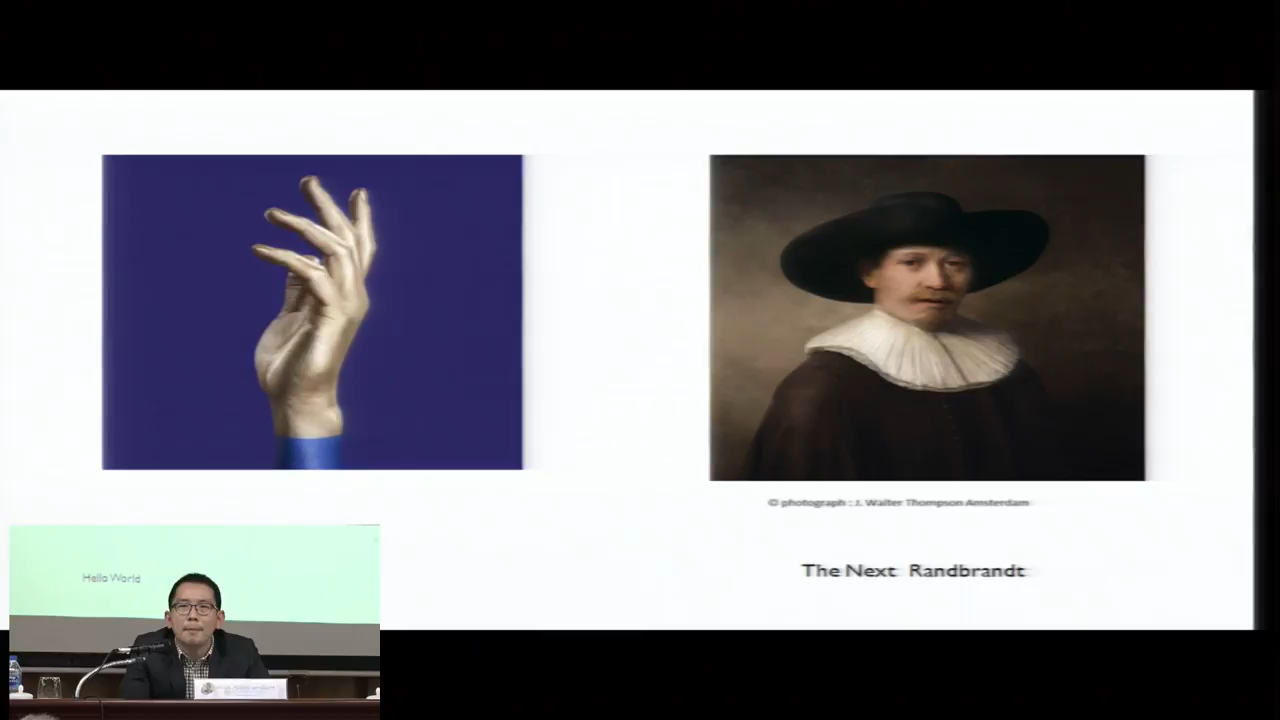 © photograph : J. Walter Thompson Amsterdam
The Next Randbrandt
Hello World